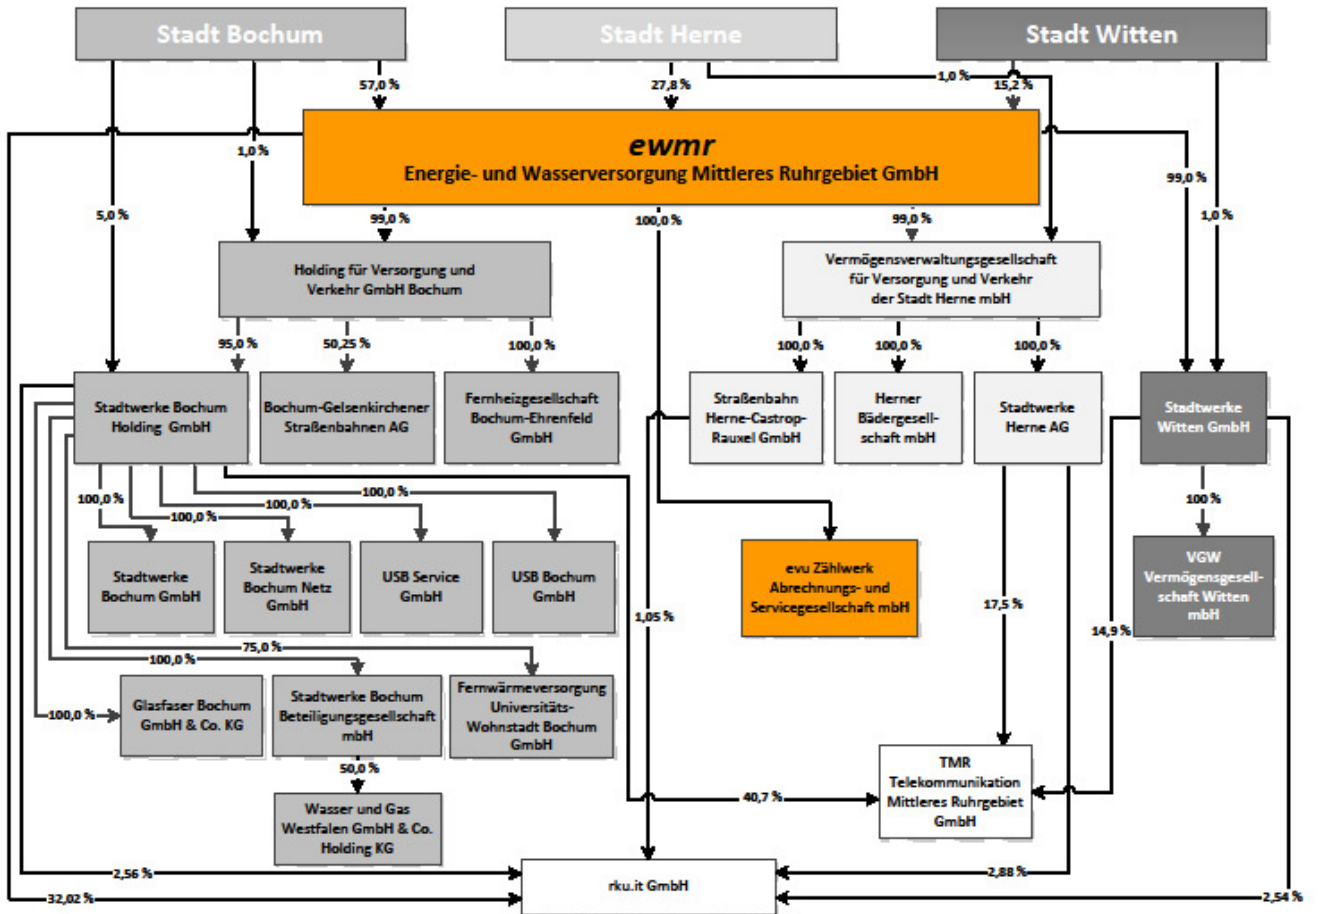 Stadt Bochum
Stadt Herne
Stadt Witten
57,0 %
27,8 %
1,0 %
15,2 %
ewmr
Energie- und Wasserversorgung Mittleres Ruhrgebiet GmbH
1,0 %
99,0 %
5,0 %
99,0 %
100,0 %
99,0 %
1,0 %
Holding für Versorgung und
Verkehr GmbH Bochum
Vermögensverwaltungsgesellschaft
für Versorgung und Verkehr
der Stadt Herne mbH
95,0 %
50,25 %
100,0 %
100,0 %
100,0 %
100,0 %
Stadtwerke Bochum
Holding GmbH
Bochum-Gelsenkirchener
Straßenbahnen AG
Fernheizgesellschaft
Bochum-Ehrenfeld
GmbH
Straßenbahn
Herne-Castrop-
Rauxel GmbH
Herner
Bädergesell-
schaft mbH
Stadtwerke
Herne AG
Stadtwerke
Witten GmbH
100,0 %
100,0 %
100,0 %
100,0 %
100 %
Stadtwerke
Bochum GmbH
Stadtwerke
Bochum Netz
GmbH
USB Service
GmbH
USB Bochum
GmbH
evu Zählwerk
Abrechnungs- und
Servicegesellschaft mbH
VGW
Vermögensgesell-
schaft Witten
mbH
1,05 %
17,5 %
14,9 %
75,0 %
100,0 %
100,0 %
Glasfaser Bochum
GmbH & Co. KG
Stadtwerke Bochum
Beteiligungsgesellschaft
mbH
Fernwärmeversorgung
Universitäts-
Wohnstadt Bochum
GmbH
50,0 %
40,7 %
TMR
Telekommunikation
Mittleres Ruhrgebiet
GmbH
Wasser und Gas
Westfalen GmbH & Co.
Holding KG
2,56 %
2,88 %
rku.it GmbH
32,02 %
2,54 %